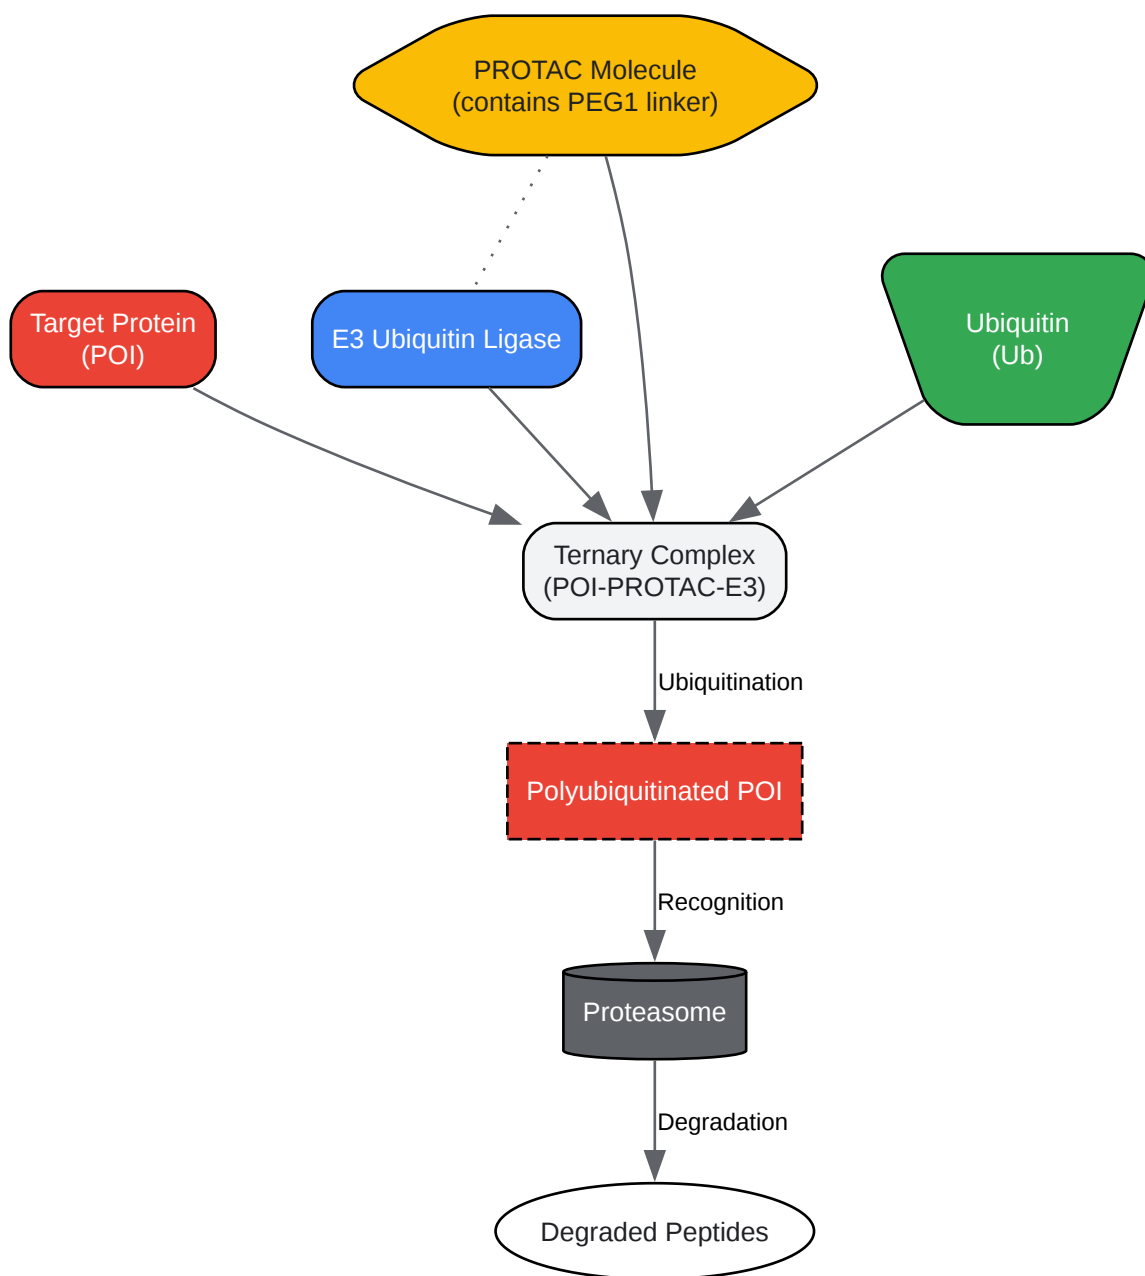 PROTAC Molecule
(contains PEG1 linker)
Target Protein
(POI)
E3 Ubiquitin Ligase
Ubiquitin
(Ub)
Ternary Complex
(POI-PROTAC-E3)
Ubiquitination
Polyubiquitinated POI
Recognition
Proteasome
Degradation
Degraded Peptides